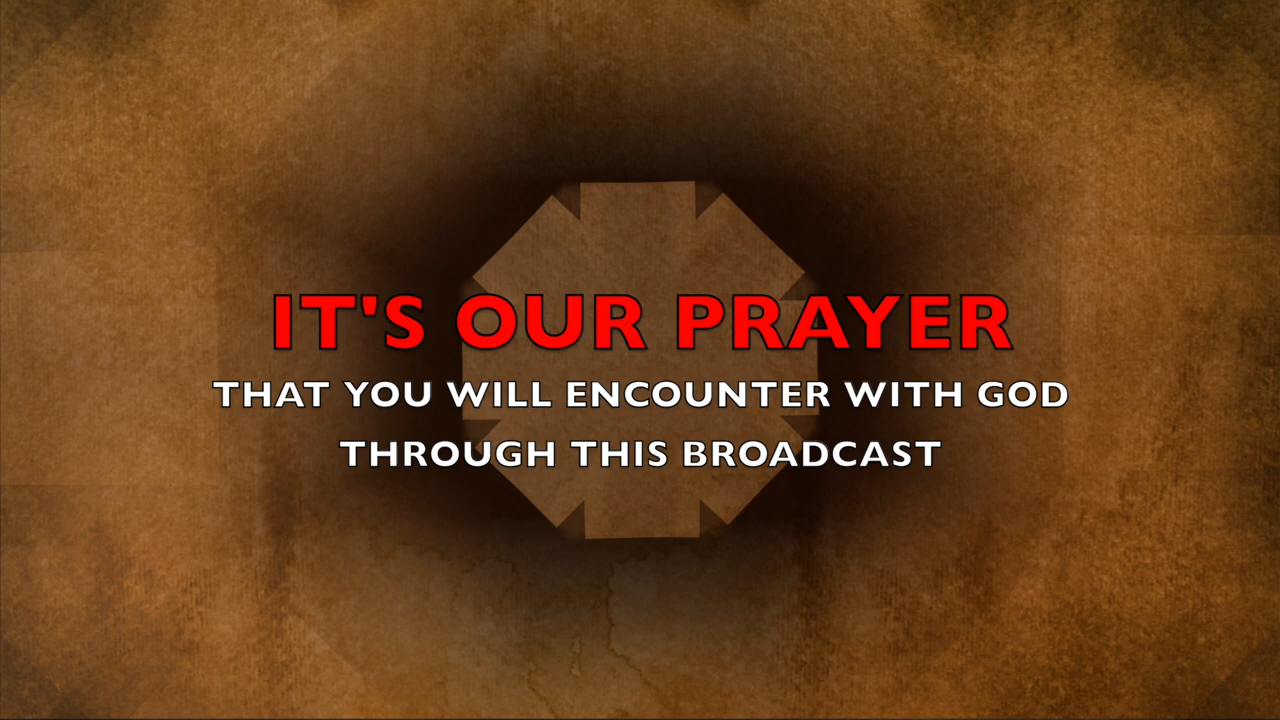 IT'S OUR PRAYER
THAT YOU WILL ENCOUNTER WITH GOD
THROUGH THIS BROADCAST